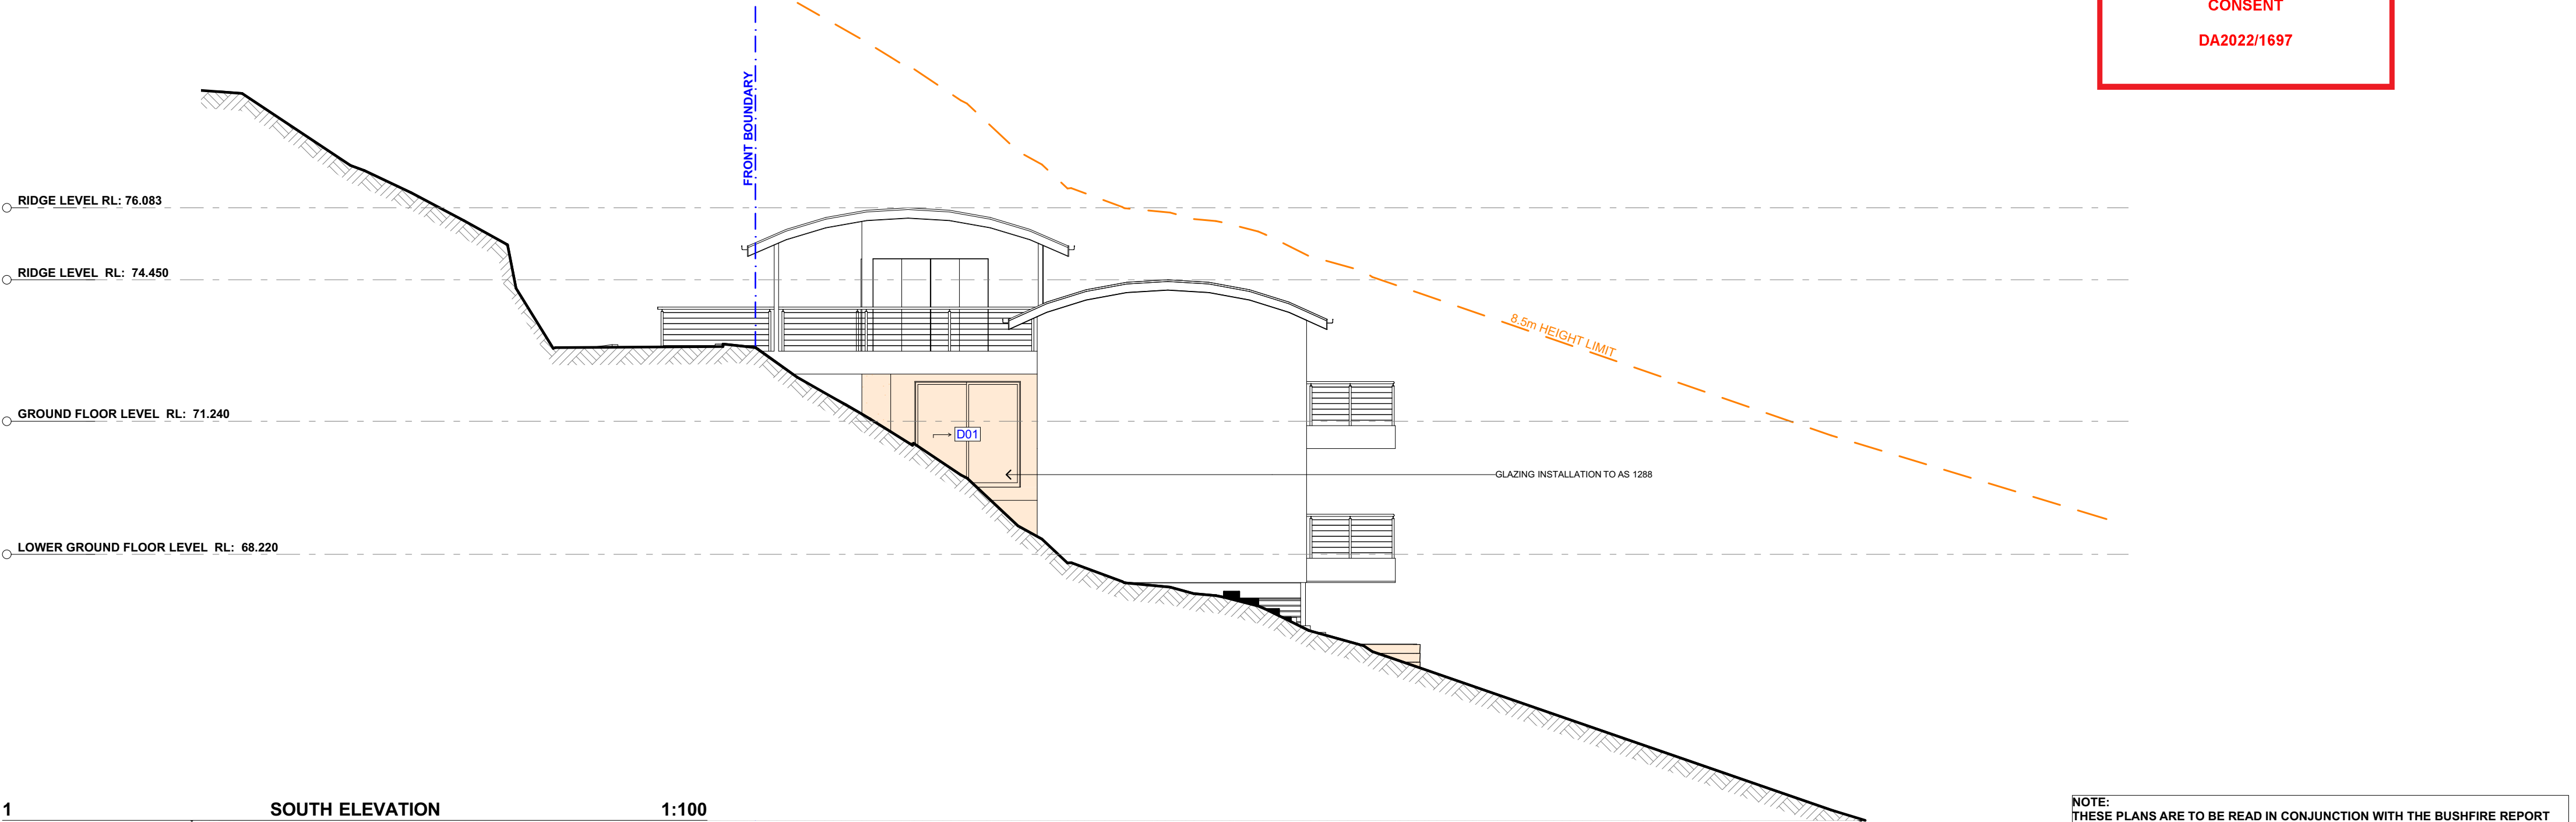 CONSENT
DA2022/1697
FRONT BOUNDARY
RIDGE LEVEL RL: 76.083
RIDGE LEVEL RL: 74.450
8.5m HEIGHT LIMIT
GROUND FLOOR LEVEL RL: 71.240
D01
GLAZING INSTALLATION TO AS 1288
LOWER GROUND FLOOR LEVEL RL: 68.220
1 SOUTH ELEVATION 1:100
NOTE:
THESE PLANS ARE TO BE READ IN CONJUNCTION WITH THE BUSHFIRE REPORT